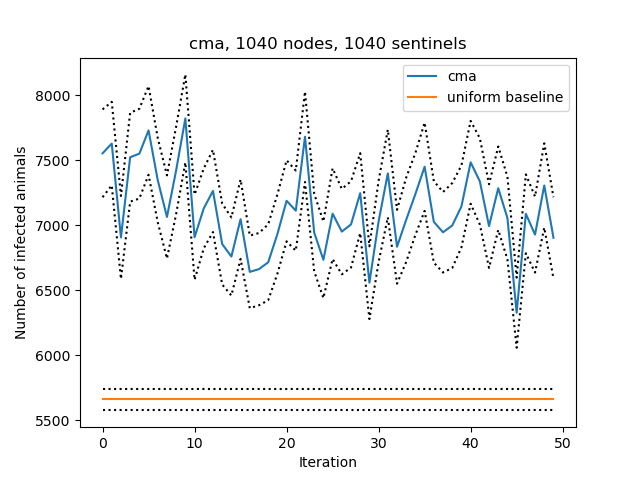 cma, 1040 nodes, 1040 sentinels
cma
uniform baseline
Number of infected animals
8000
7500
7000
6500
6000
5500
0 10 20 30 40 50
Iteration